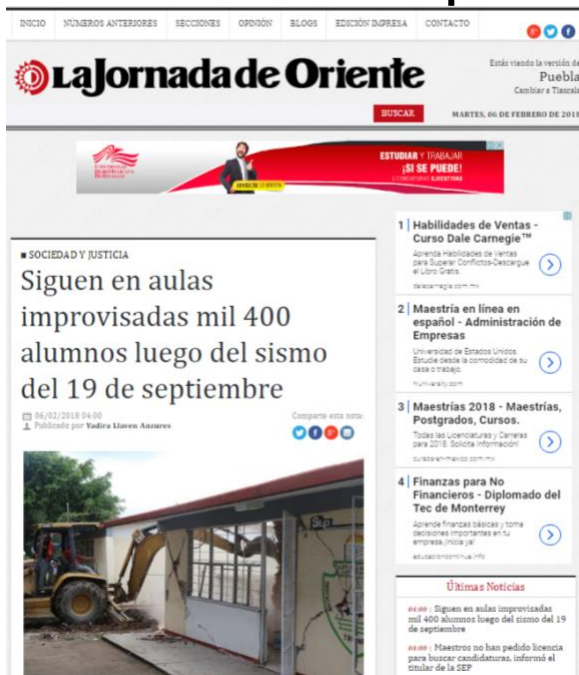 INICIO NÚMEROS ANTERIORES SECCIONES OPINIÓN BLOGS EDICIÓN IMPRESA CONTACTO
La Jornada de Oriente
Estás viendo la versión de
Puebla
Cambiar a Tlaxcala
BUSCAR
MARTES, 06 DE FEBRERO DE 2018
ESTUDIAR Y TRABAJAR
¡SI SE PUEDE!
SOCIEDAD Y JUSTICIA
Siguen en aulas
improvisadas mil 400
alumnos luego del sismo
del 19 de septiembre
06/02/2018 04:00
Publicado por Yadira Llaven Anzures
Comparte esta nota:
1 Habilidades de Ventas -
Curso Dale Carnegie™
Aprenda Habilidades de Ventas
para Superar Conflictos-Descargue
el Libro Gratis.
dalecarnegie.com.mx
2 Maestría en línea en
español - Administración de
Empresas
Universidad de Estados Unidos
Estudie desde la comodidad de su
casa o trabajo.
3 Maestrías 2018 - Maestrías,
Postgrados, Cursos.
Todas las Licenciaturas y Carreras
para 2018. Solicita Información!
4 Finanzas para No
Financieros - Diplomado del
Tec de Monterrey
Aprende finanzas básicas y toma
decisiones importantes en tu
empresa. ¡Inicia ya!
Últimas Noticias
04:00 | Siguen en aulas improvisadas
mil 400 alumnos luego del sismo del 19
de septiembre
04:00 | Maestros no han pedido licencia
para buscar candidaturas, informó el
titular de la SEP